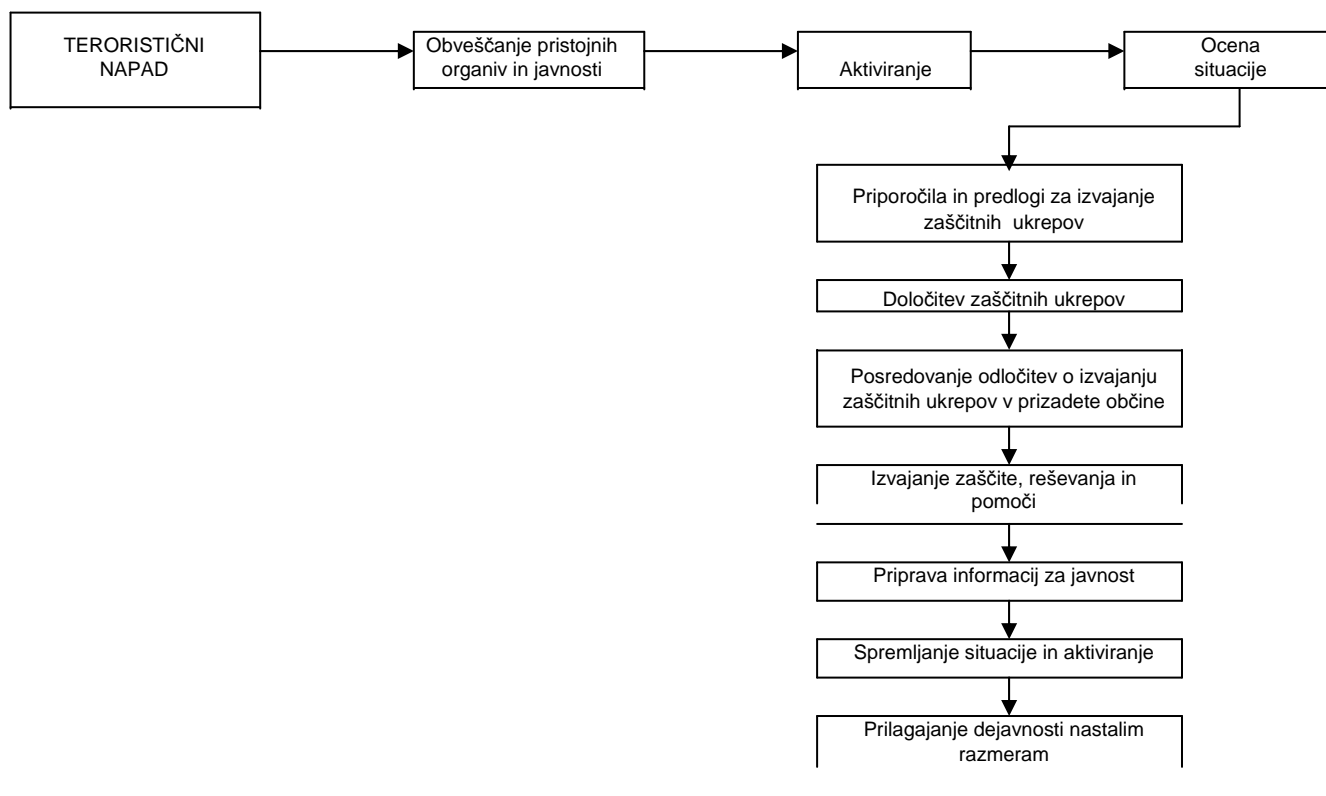 TERORISTIČNI
NAPAD
Obveščanje pristojnih
organiv in javnosti
Aktiviranje
Ocena
situacije
Priporočila in predlogi za izvajanje
zaščitnih ukrepov
Določitev zaščitnih ukrepov
Posredovanje odločitev o izvajanju
zaščitnih ukrepov v prizadete občine
Izvajanje zaščite, reševanja in
pomoči
Priprava informacij za javnost
Spremljanje situacije in aktiviranje
Prilagajanje dejavnosti nastalim
razmeram